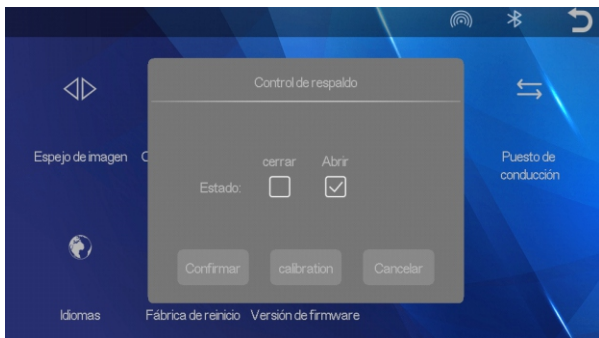 Control de respaldo
Espejo de imagen
C
Puesto de
conducción
cerrar Abrir
Estado:
Confirmar calibration Cancelar
Idiomas Fábrica de reinicio Versión de firmware